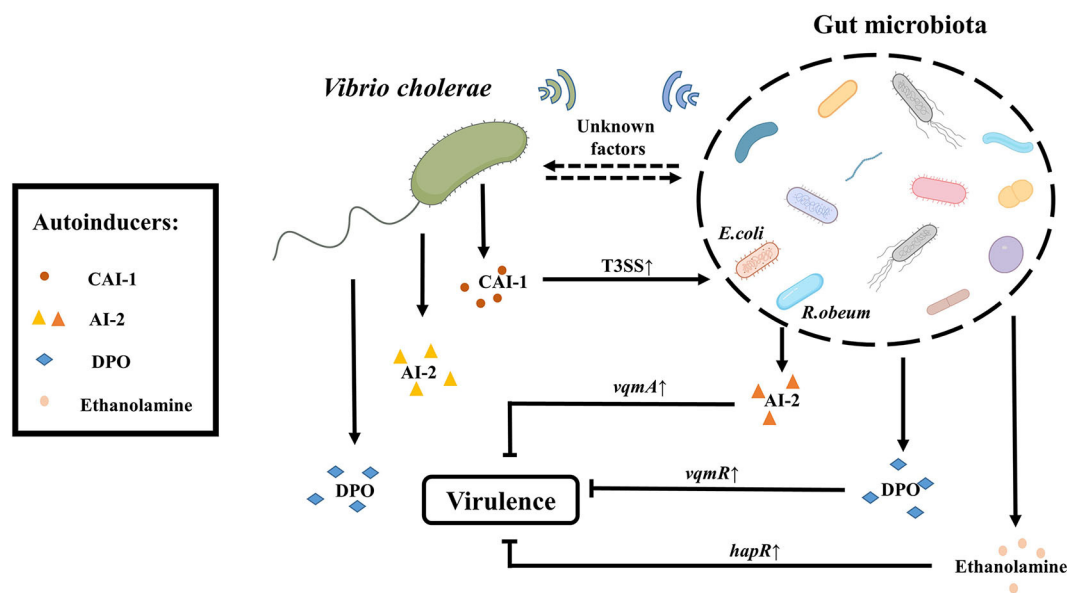 Gut microbiota
Vibrio cholerae
Unknown
factors
Autoinducers:
CAI-1
AI-2
DPO
Ethanolamine
E.coli
R.obeum
CAI-1
T3SS↑
AI-2
vqmA↑
AI-2
DPO
Virulence
vqmR↑
DPO
hapR↑
Ethanolamine